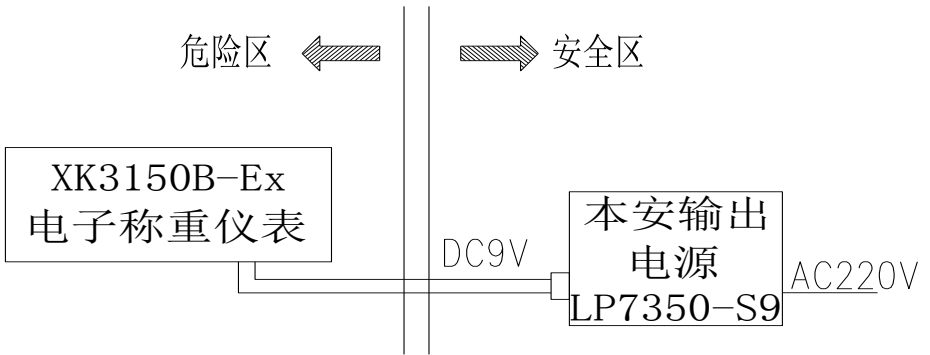 危险区
安全区
XK3150B-Ex
电子称重仪表
DC9V
本安输出
电源
LP7350-S9
AC220V